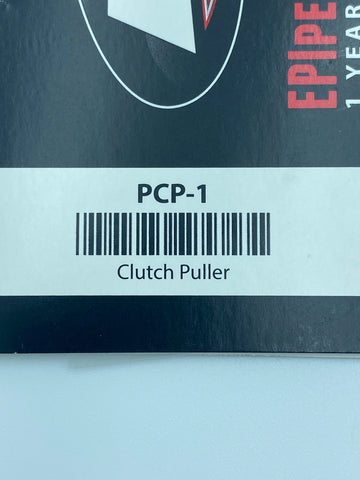 EPIPE
1 YEAR
PCP-1
Clutch Puller